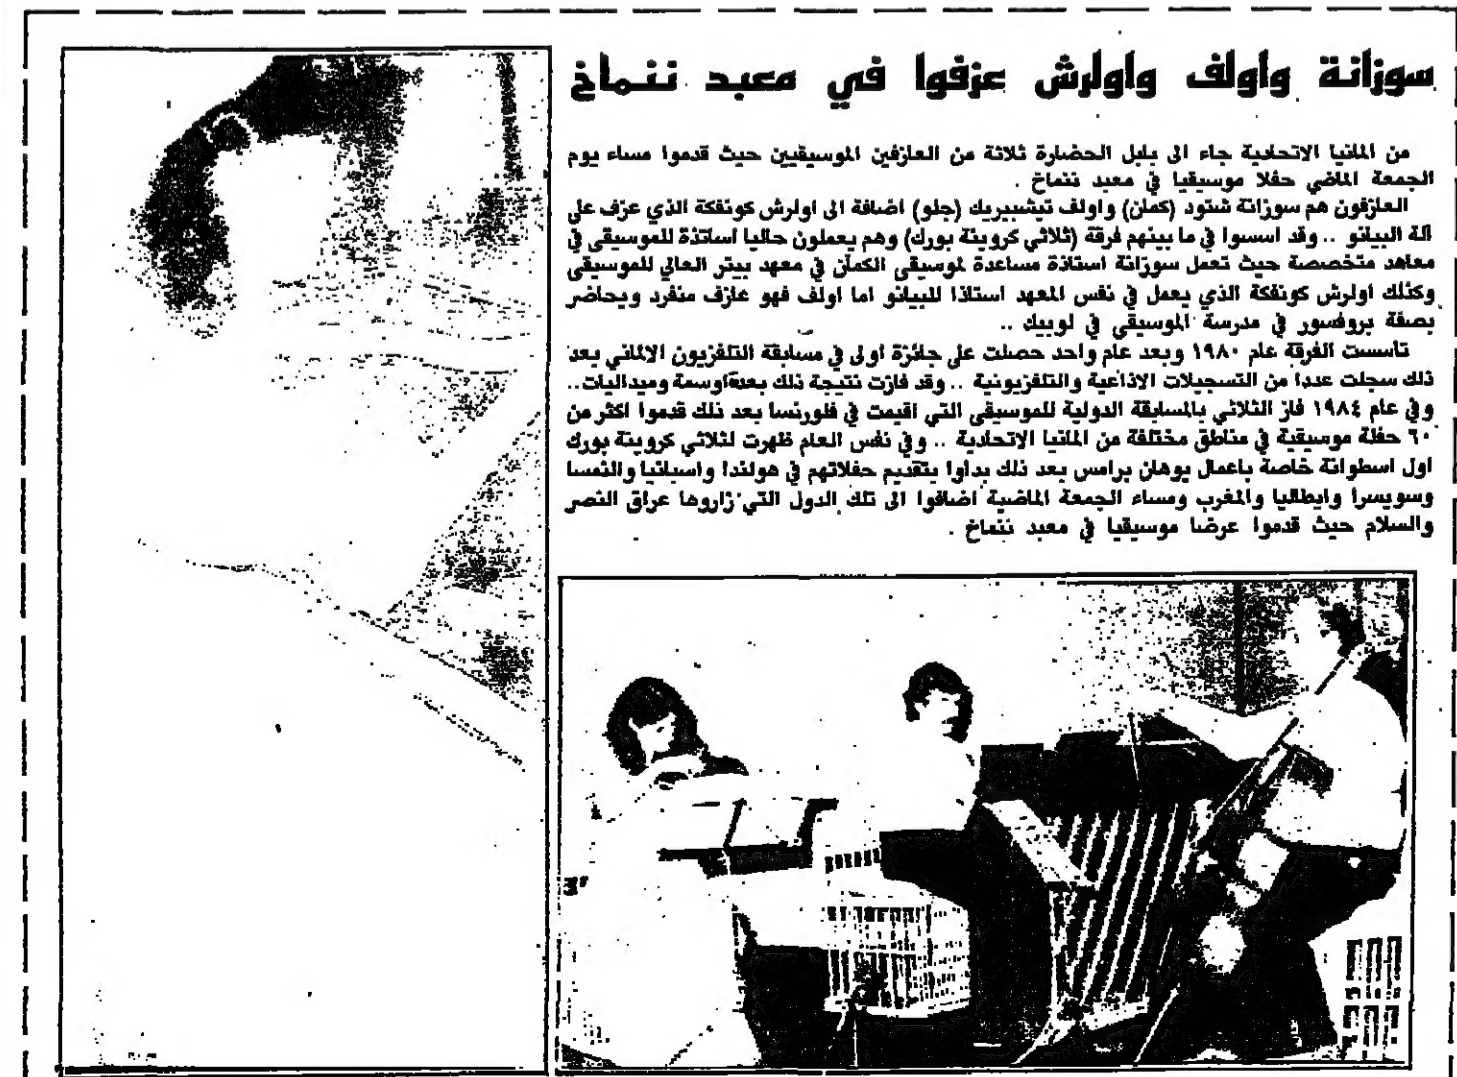 سوزانة واولف واولرش عزفوا في معبد ننماخ
من المانيا الاتحادية جاء الى بابل الحضارة ثلاثة من العازفين الموسيقيين حيث قدموا مساء يوم
الجمعة الماضي حفلا موسيقيا في معبد ننماخ .
العازفون هم سوزانة شتود (كمان) واولف تيشبيريك (جلو) اضافة الى اولرش كونفكة الذي عزف على
آلة البيانو .. وقد اسسوا في ما بينهم فرقة (ثلاثي كروينة بورك) وهم يعملون حاليا اساتذة للموسيقى في
معاهد متخصصة حيث تعمل سوزانة استاذة مساعدة لموسيقى الكمان في معهد بيتر العالي للموسيقى
وكذلك اولرش كونفكة الذي يعمل في نفس المعهد استاذا للبيانو اما اولف فهو عازف منفرد ويحاضر
بصفة بروفسور في مدرسة الموسيقي في لوبيك ..
تاسست الفرقة عام ١٩٨٠ وبعد عام واحد حصلت على جائزة اولى في مسابقة التلفزيون الالماني بعد
ذلك سجلت عددا من التسجيلات الاذاعية والتلفزيونية .. وقد فازت نتيجة ذلك بعدة اوسمة وميداليات ..
وفي عام ١٩٨٤ فاز الثلاثي بالمسابقة الدولية للموسيقى التي اقيمت في فلورنسا بعد ذلك قدموا اكثر من
٦٠ حفلة موسيقية في مناطق مختلفة من المانيا الاتحادية .. وفي نفس العام ظهرت لثلاثي كروينة بورك
اول اسطوانة خاصة باعمال يوهان برامس بعد ذلك بداوا بتقديم حفلاتهم في هولندا واسبانيا والنمسا
وسويسرا وايطاليا والمغرب ومساء الجمعة الماضية اضافوا الى تلك الدول التي زاروها عراق النصر
والسلام حيث قدموا عرضا موسيقيا في معبد ننماخ .